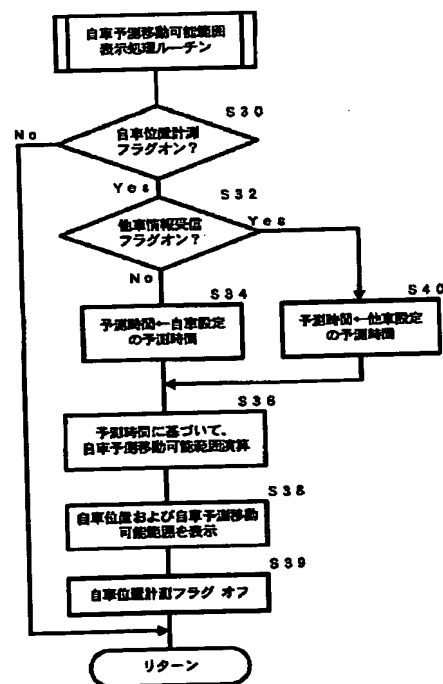 自車予測移動可能範囲
表示処理ルーチン
S30
No
自車位置計測
フラグオン?
Yes
S32
他車情報受信
フラグオン?
Yes
No
S34
予測時間←自車設定
の予測時間
S40
予測時間←他車設定
の予測時間
S36
予測時間に基づいて、
自車予測移動可能範囲演算
S38
自車位置および自車予測移動
可能範囲を表示
S39
自車位置計測フラグ オフ
リターン